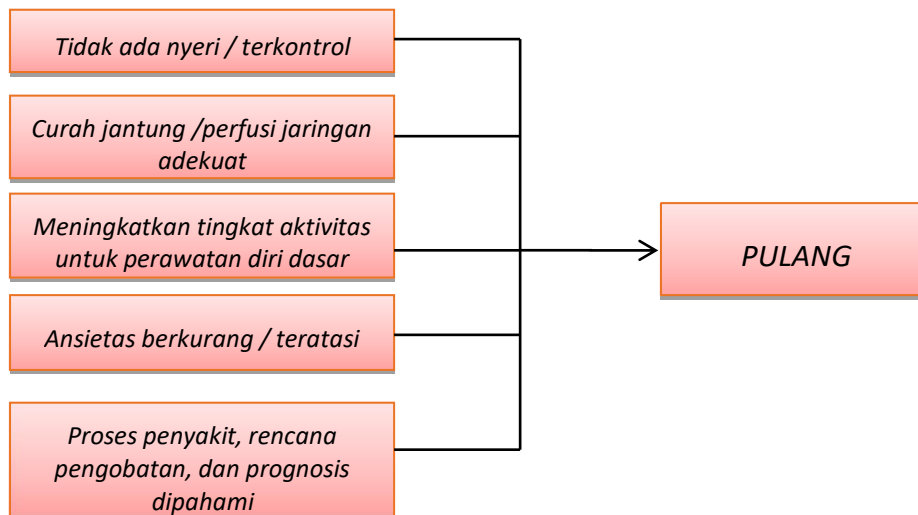 Tidak ada nyeri / terkontrol
Curah jantung /perfusi jaringan
adekuat
Meningkatkan tingkat aktivitas
untuk perawatan diri dasar
Ansietas berkurang / teratasi
Proses penyakit, rencana
pengobatan, dan prognosis
dipahami
PULANG